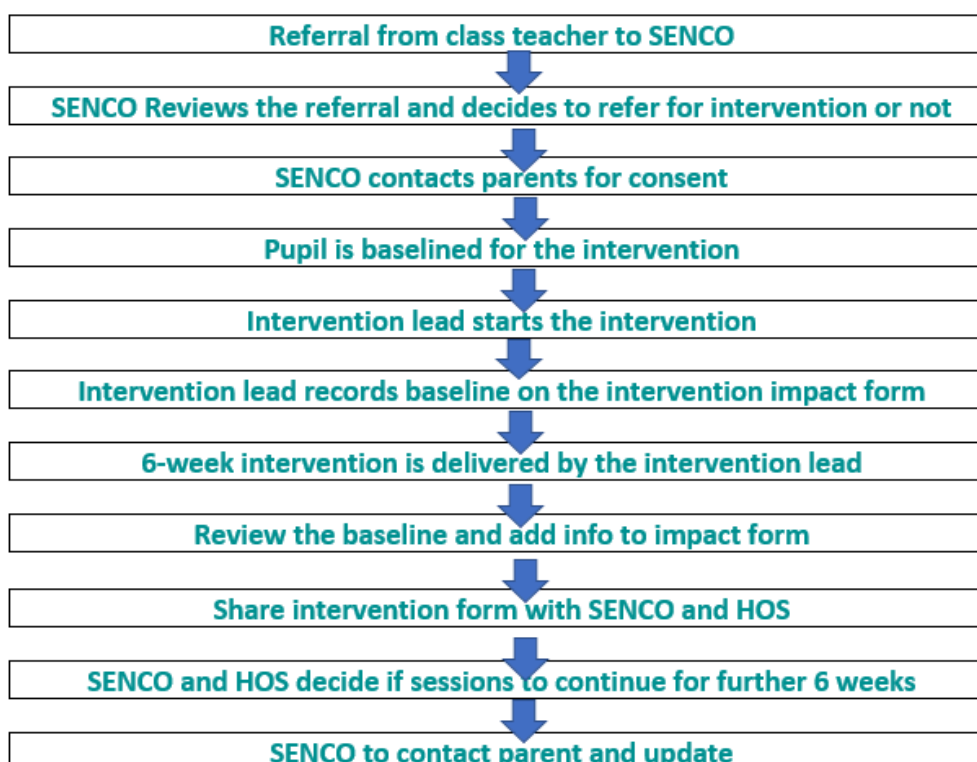 Referral from class teacher to SENCO
SENCO Reviews the referral and decides to refer for intervention or not
SENCO contacts parents for consent
Pupil is baselined for the intervention
Intervention lead starts the intervention
Intervention lead records baseline on the intervention impact form
6-week intervention is delivered by the intervention lead
Review the baseline and add info to impact form
Share intervention form with SENCO and HOS
SENCO and HOS decide if sessions to continue for further 6 weeks
SENCO to contact parent and update